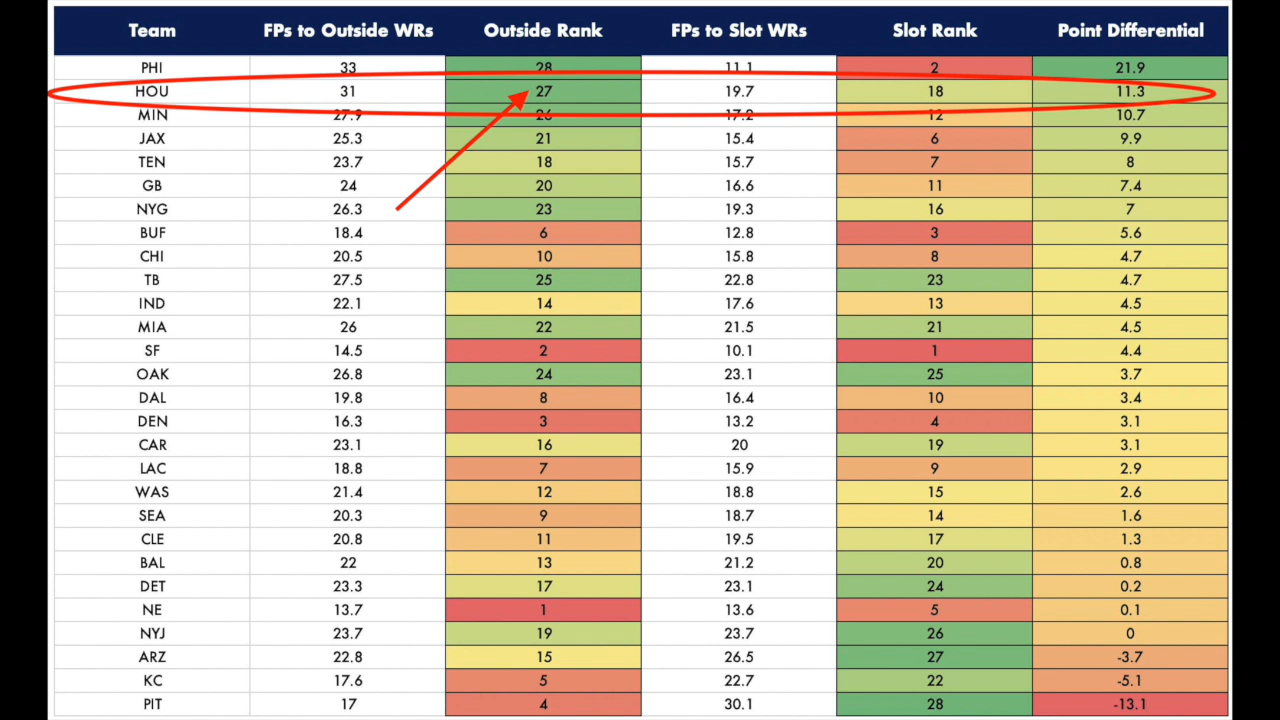 Team FPs to Outside WRs Outside Rank FPs to Slot WRs Slot Rank Point Differential
PHI 33 28 11.1 2 21.9
HOU 31 27 19.7 18 11.3
MIN 27.9 26 17.2 12 10.7
JAX 25.3 21 15.4 6 9.9
TEN 23.7 18 15.7 7 8
GB 24 20 16.6 11 7.4
NYG 26.3 23 19.3 16 7
BUF 18.4 6 12.8 3 5.6
CHI 20.5 10 15.8 8 4.7
TB 27.5 25 22.8 23 4.7
IND 22.1 14 17.6 13 4.5
MIA 26 22 21.5 21 4.5
SF 14.5 2 10.1 1 4.4
OAK 26.8 24 23.1 25 3.7
DAL 19.8 8 16.4 10 3.4
DEN 16.3 3 13.2 4 3.1
CAR 23.1 16 20 19 3.1
LAC 18.8 7 15.9 9 2.9
WAS 21.4 12 18.8 15 2.6
SEA 20.3 9 18.7 14 1.6
CLE 20.8 11 19.5 17 1.3
BAL 22 13 21.2 20 0.8
DET 23.3 17 23.1 24 0.2
NE 13.7 1 13.6 5 0.1
NYJ 23.7 19 23.7 26 0
ARZ 22.8 15 26.5 27 -3.7
KC 17.6 5 22.7 22 -5.1
PIT 17 4 30.1 28 -13.1